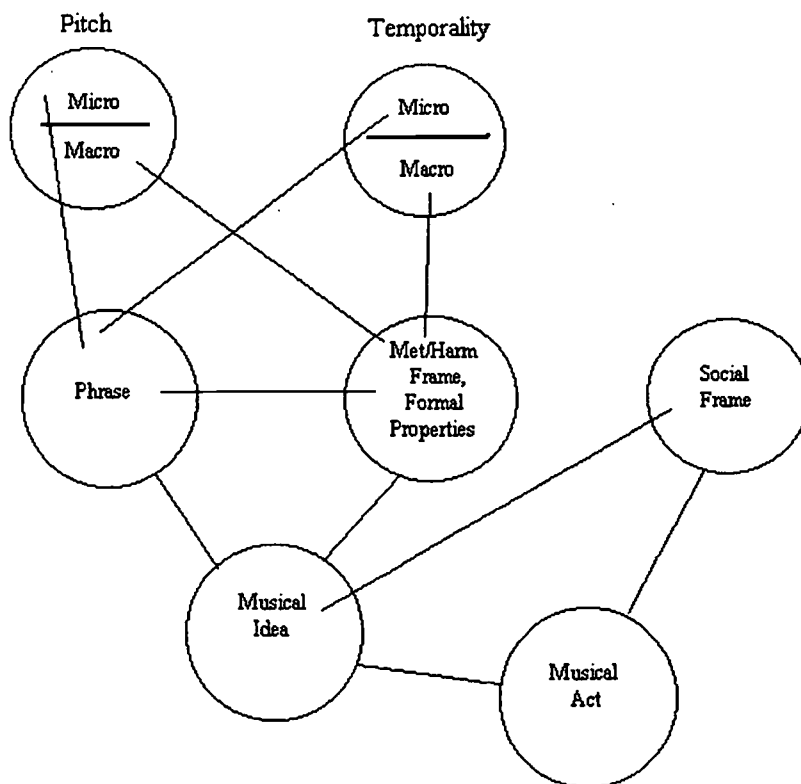 Pitch
Temporality
Micro
Macro
Micro
Macro
Phrase
Met/Harm
Frame,
Formal
Properties
Social
Frame
Musical
Idea
Musical
Act